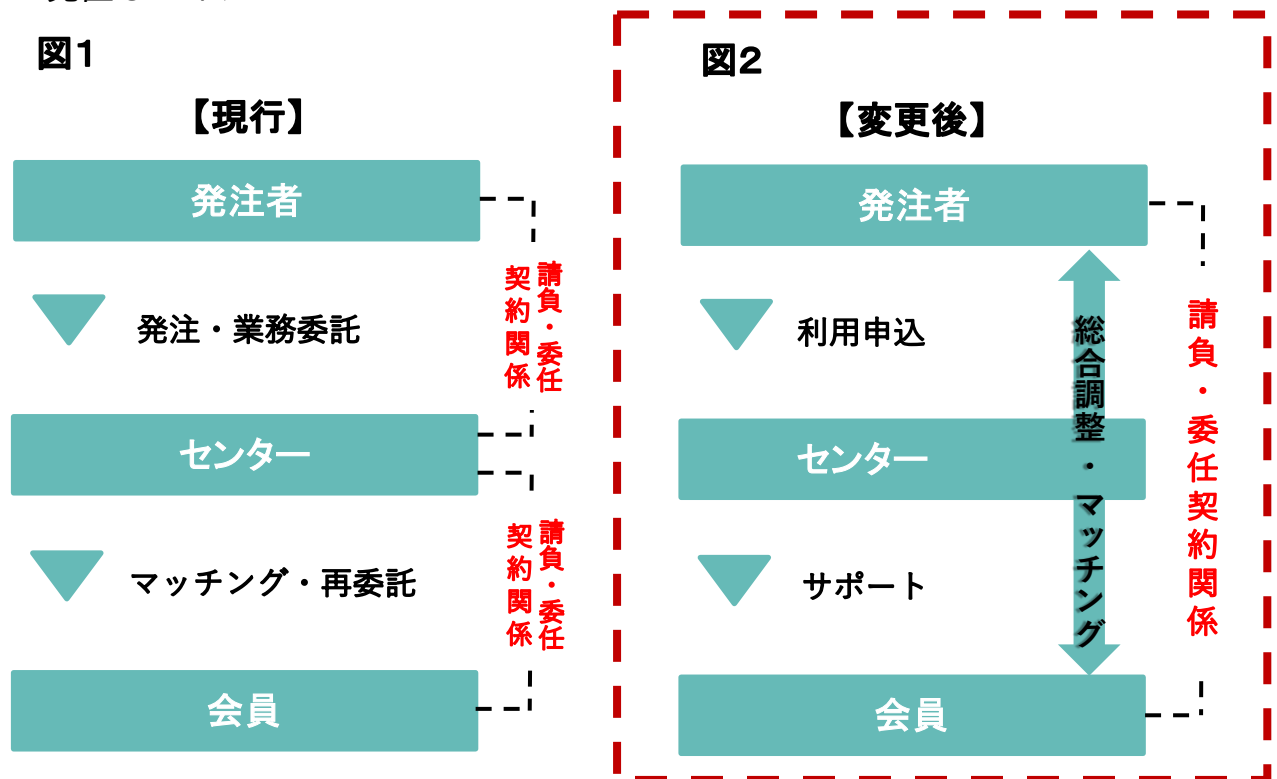 図1
【現行】
発注者
発注・業務委託
請負・委任
契約関係
センター
マッチング・再委託
請負・委任
契約関係
会員
図2
【変更後】
発注者
利用申込
総合調整・マッチング
請負・委任契約関係
センター
サポート
会員